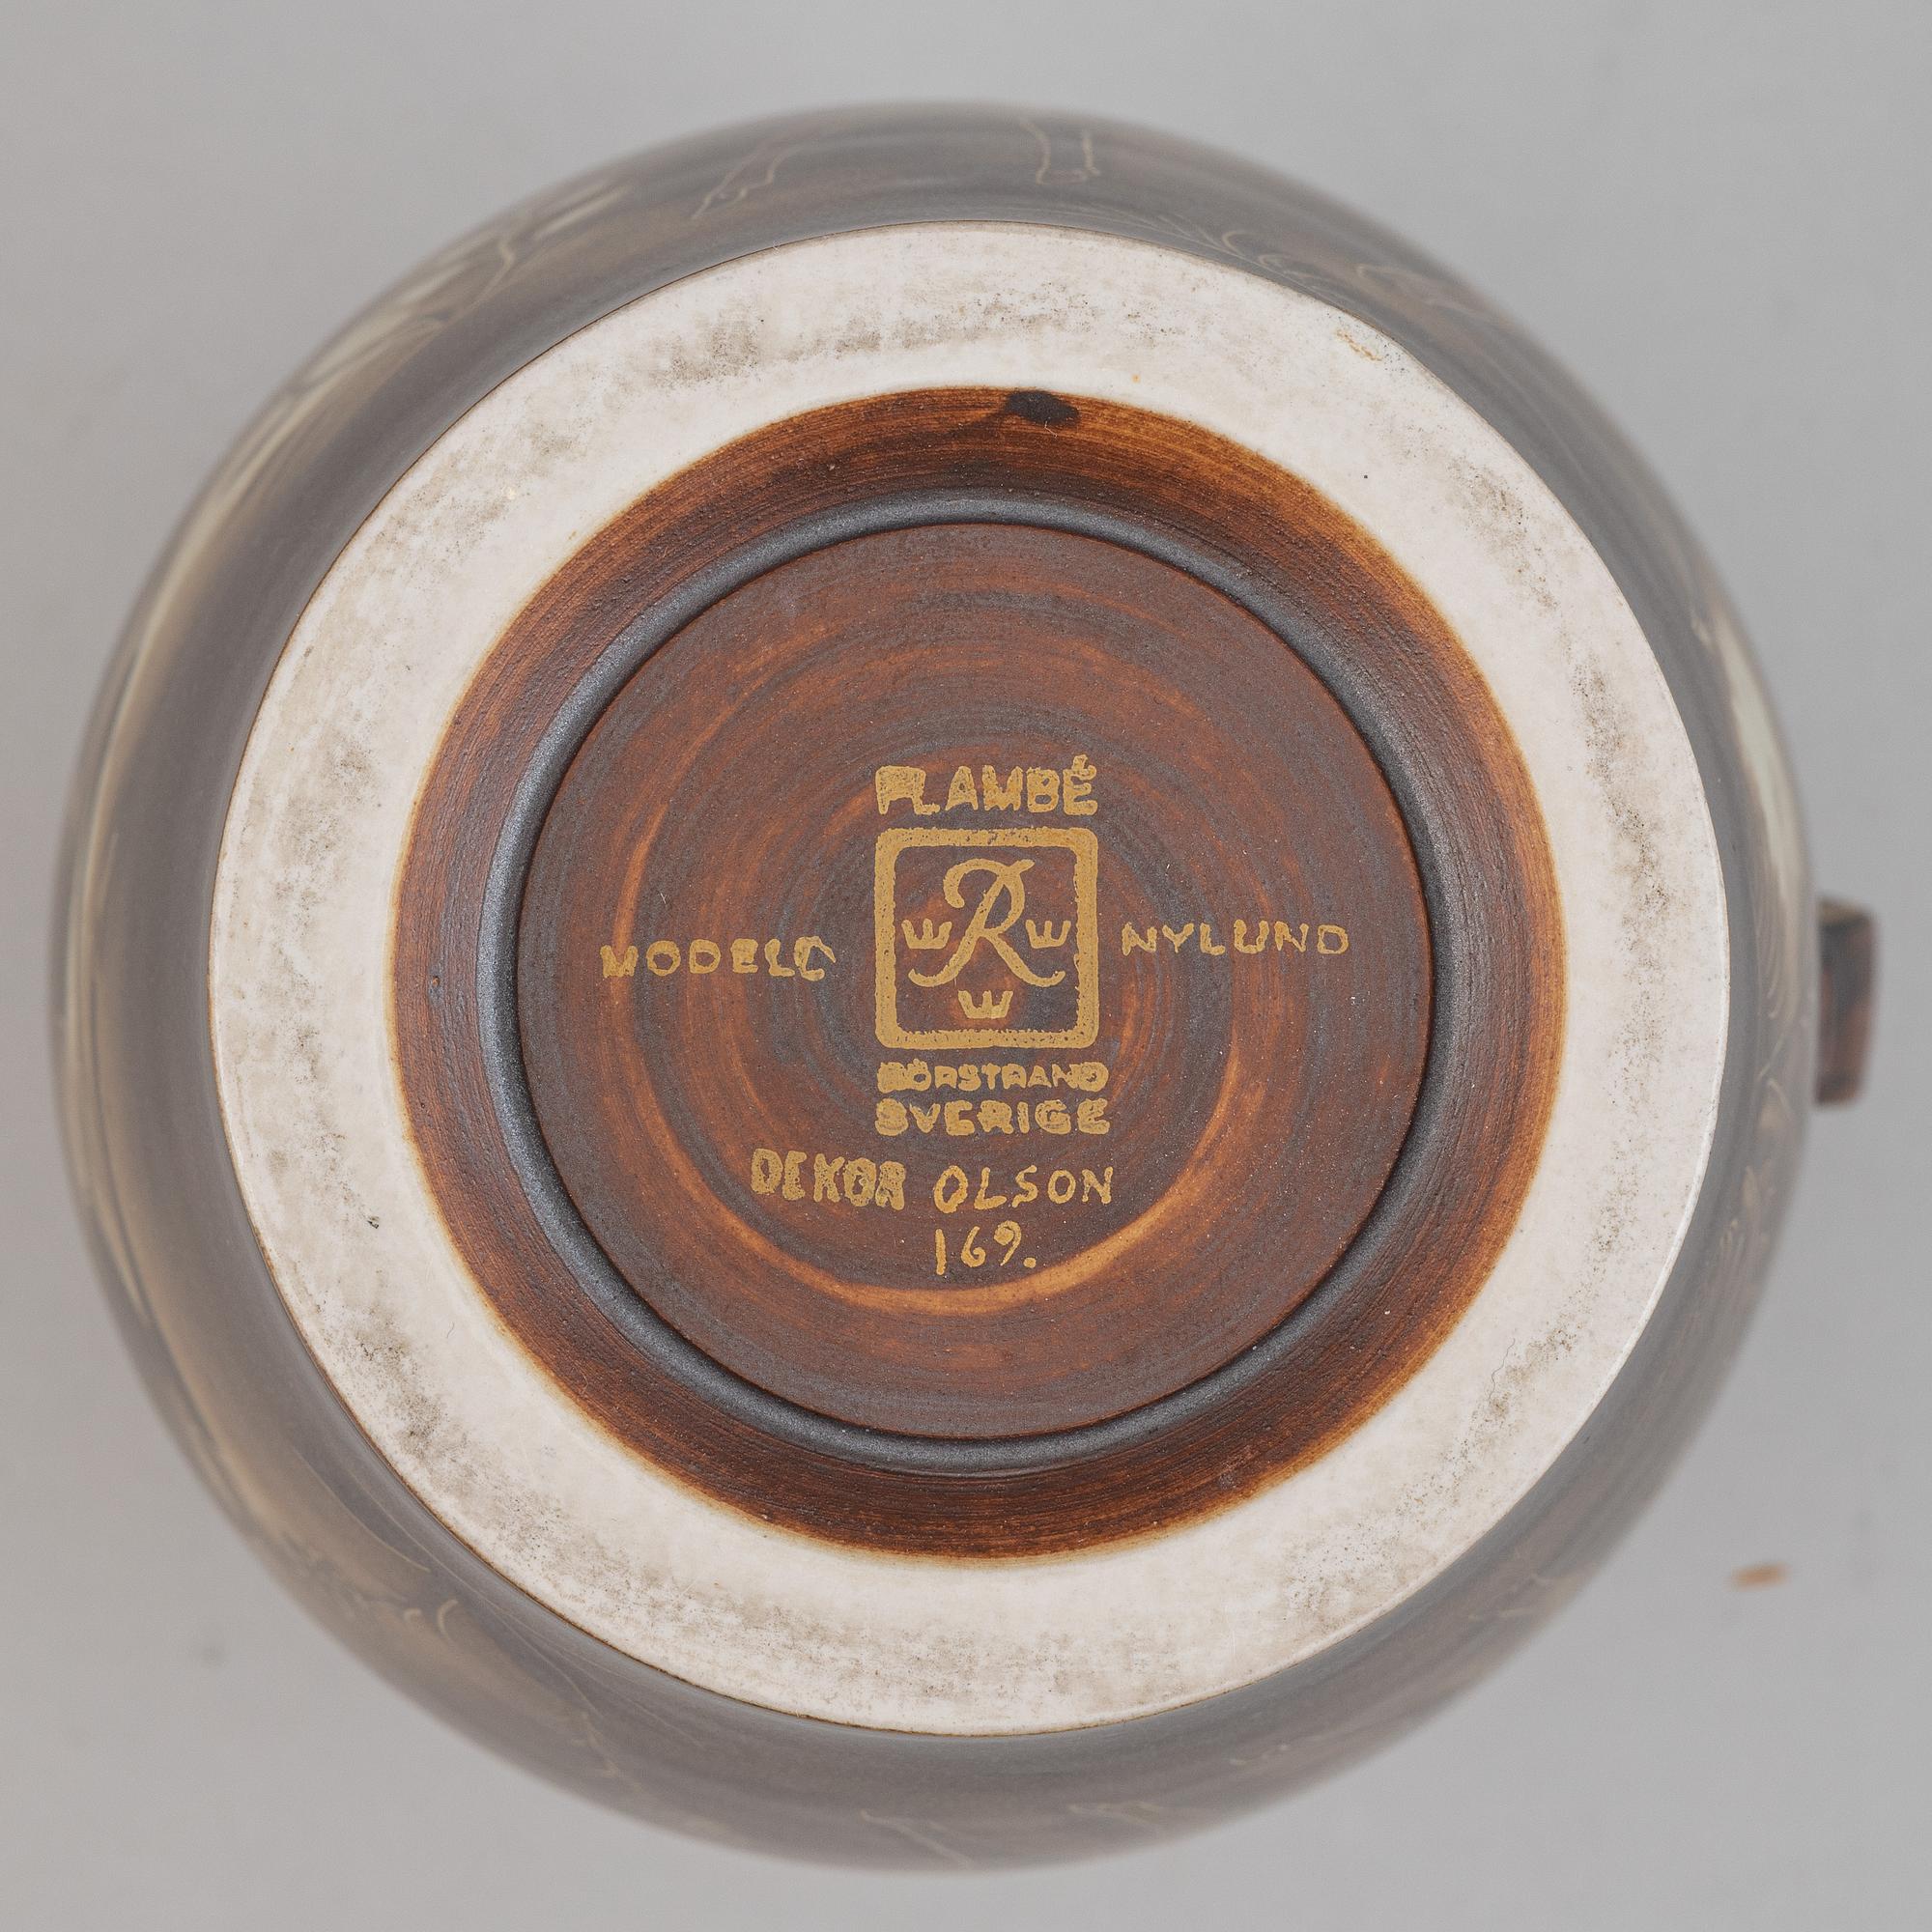 FLAMBÉ
MODELL R NYLUND
RÖRSTRAND
SVERIGE
DEKOR OLSON
169.